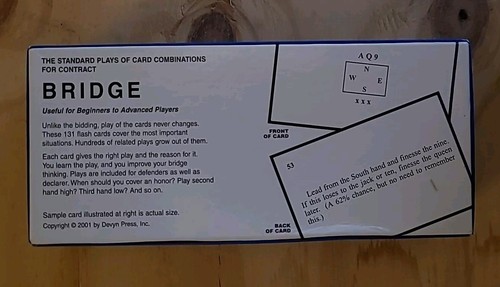 THE STANDARD PLAYS OF CARD COMBINATIONS
FOR CONTRACT
BRIDGE
Useful for Beginners to Advanced Players
Unlike the bidding, play of the cards never changes.
These 131 flash cards cover the most important
situations. Hundreds of related plays grow out of them.
Each card gives the right play and the reason for it.
You learn the play, and you improve your bridge
thinking. Plays are included for defenders as well as
declarer. When should you cover an honor? Play second
hand high? Third hand low? And so on.
Sample card illustrated at right is actual size.
Copyright © 2001 by Devyn Press, Inc.
A Q 9
N
W E
S
x x x
FRONT
OF CARD
53
Lead from the South hand and finesse the nine.
If this loses to the jack or ten, finesse the queen
later. (A 62% chance, but no need to remember
this.)
BACK
OF CARD